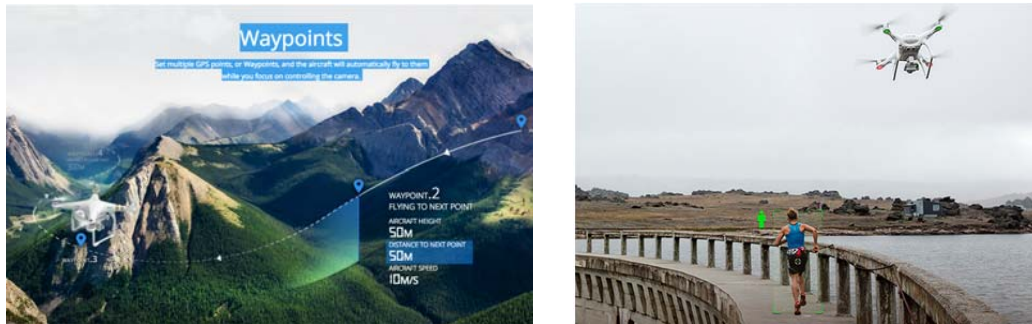 Waypoints
Set multiple GPS points, or Waypoints, and the aircraft will automatically fly to them
while you focus on controlling the camera.
WAYPOINT.2
FLYING TO NEXT POINT
AIRCRAFT HEIGHT
50M
DISTANCE TO NEXT POINT
50M
AIRCRAFT SPEED
10M/S